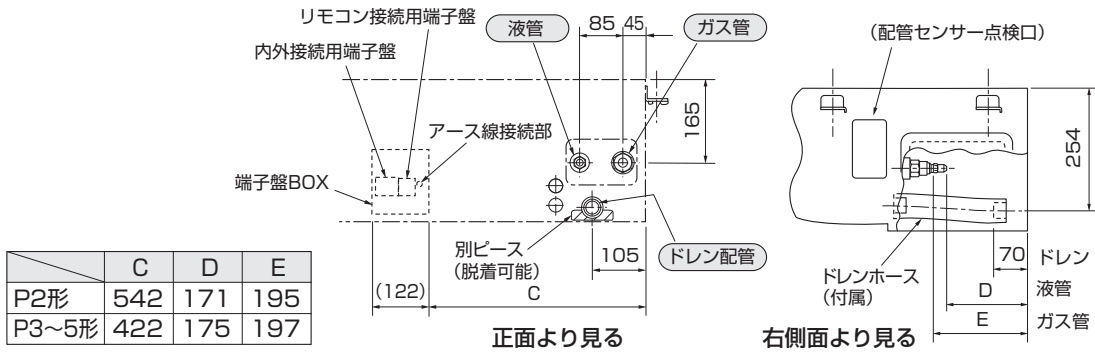 リモコン接続用端子盤
内外接続用端子盤
アース線接続部
端子盤BOX
液管
85
45
ガス管
165
別ピース
(脱着可能)
105
ドレン配管
(122)
C
正面より見る
(配管センサー点検口)
254
ドレンホース
(付属)
70 ドレン
D 液管
E ガス管
右側面より見る
C D E
P2形 542 171 195
P3〜5形 422 175 197